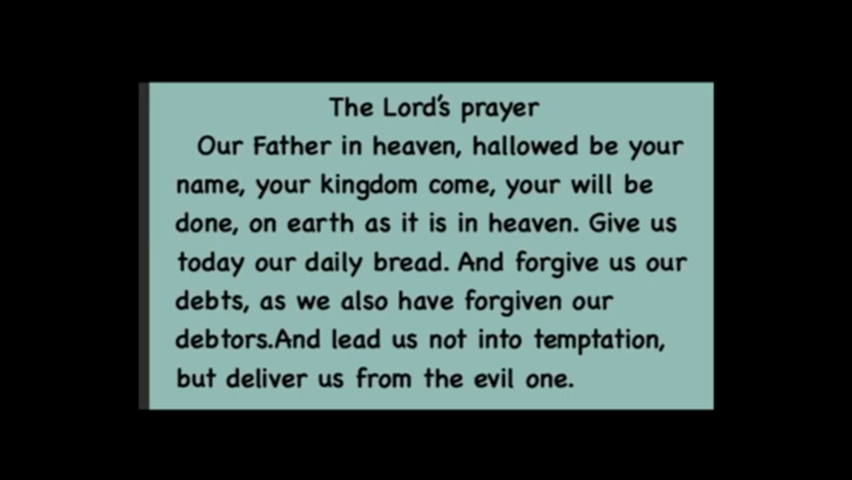 The Lord's prayer
Our Father in heaven, hallowed be your
name, your kingdom come, your will be
done, on earth as it is in heaven. Give us
today our daily bread. And forgive us our
debts, as we also have forgiven our
debtors.And lead us not into temptation,
but deliver us from the evil one.